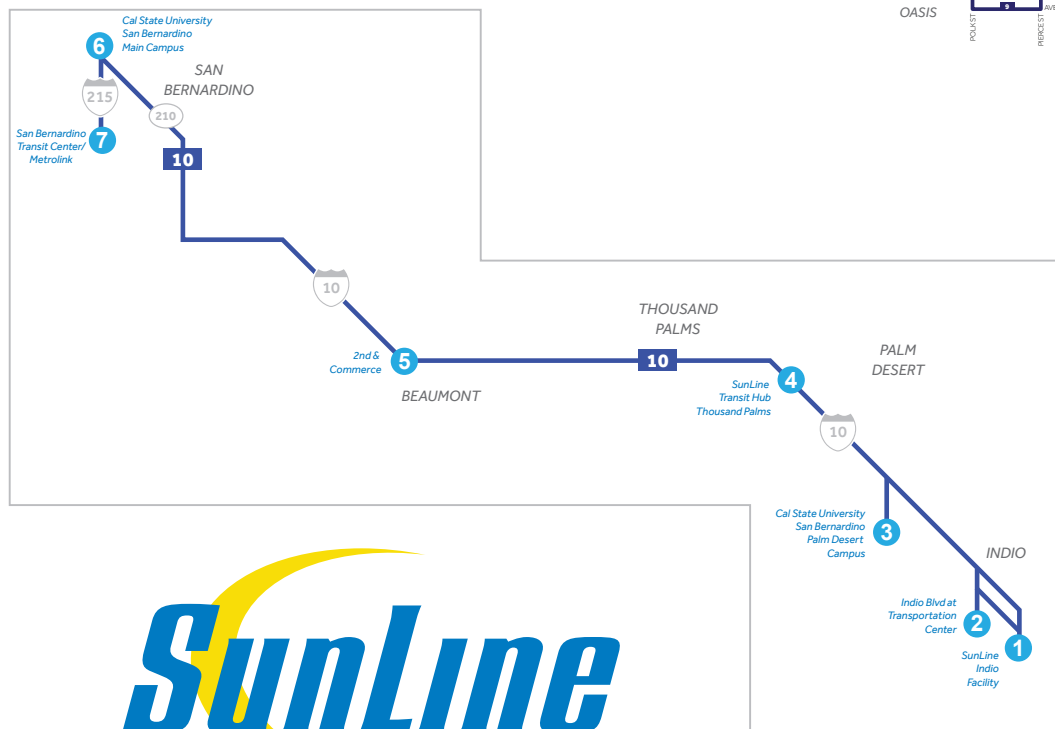 OASIS
9
AVE
POLK ST
PIERCE ST
6
Cal State University
San Bernardino
Main Campus
SAN
BERNARDINO
215
210
San Bernardino
Transit Center/
Metrolink
7
10
10
2nd &
Commerce
5
BEAUMONT
THOUSAND
PALMS
10
PALM
DESERT
SunLine
Transit Hub
Thousand Palms
4
10
Cal State University
San Bernardino
Palm Desert
Campus
3
INDIO
Indio Blvd at
Transportation
Center
2
SunLine
Indio
Facility
1
SunLine